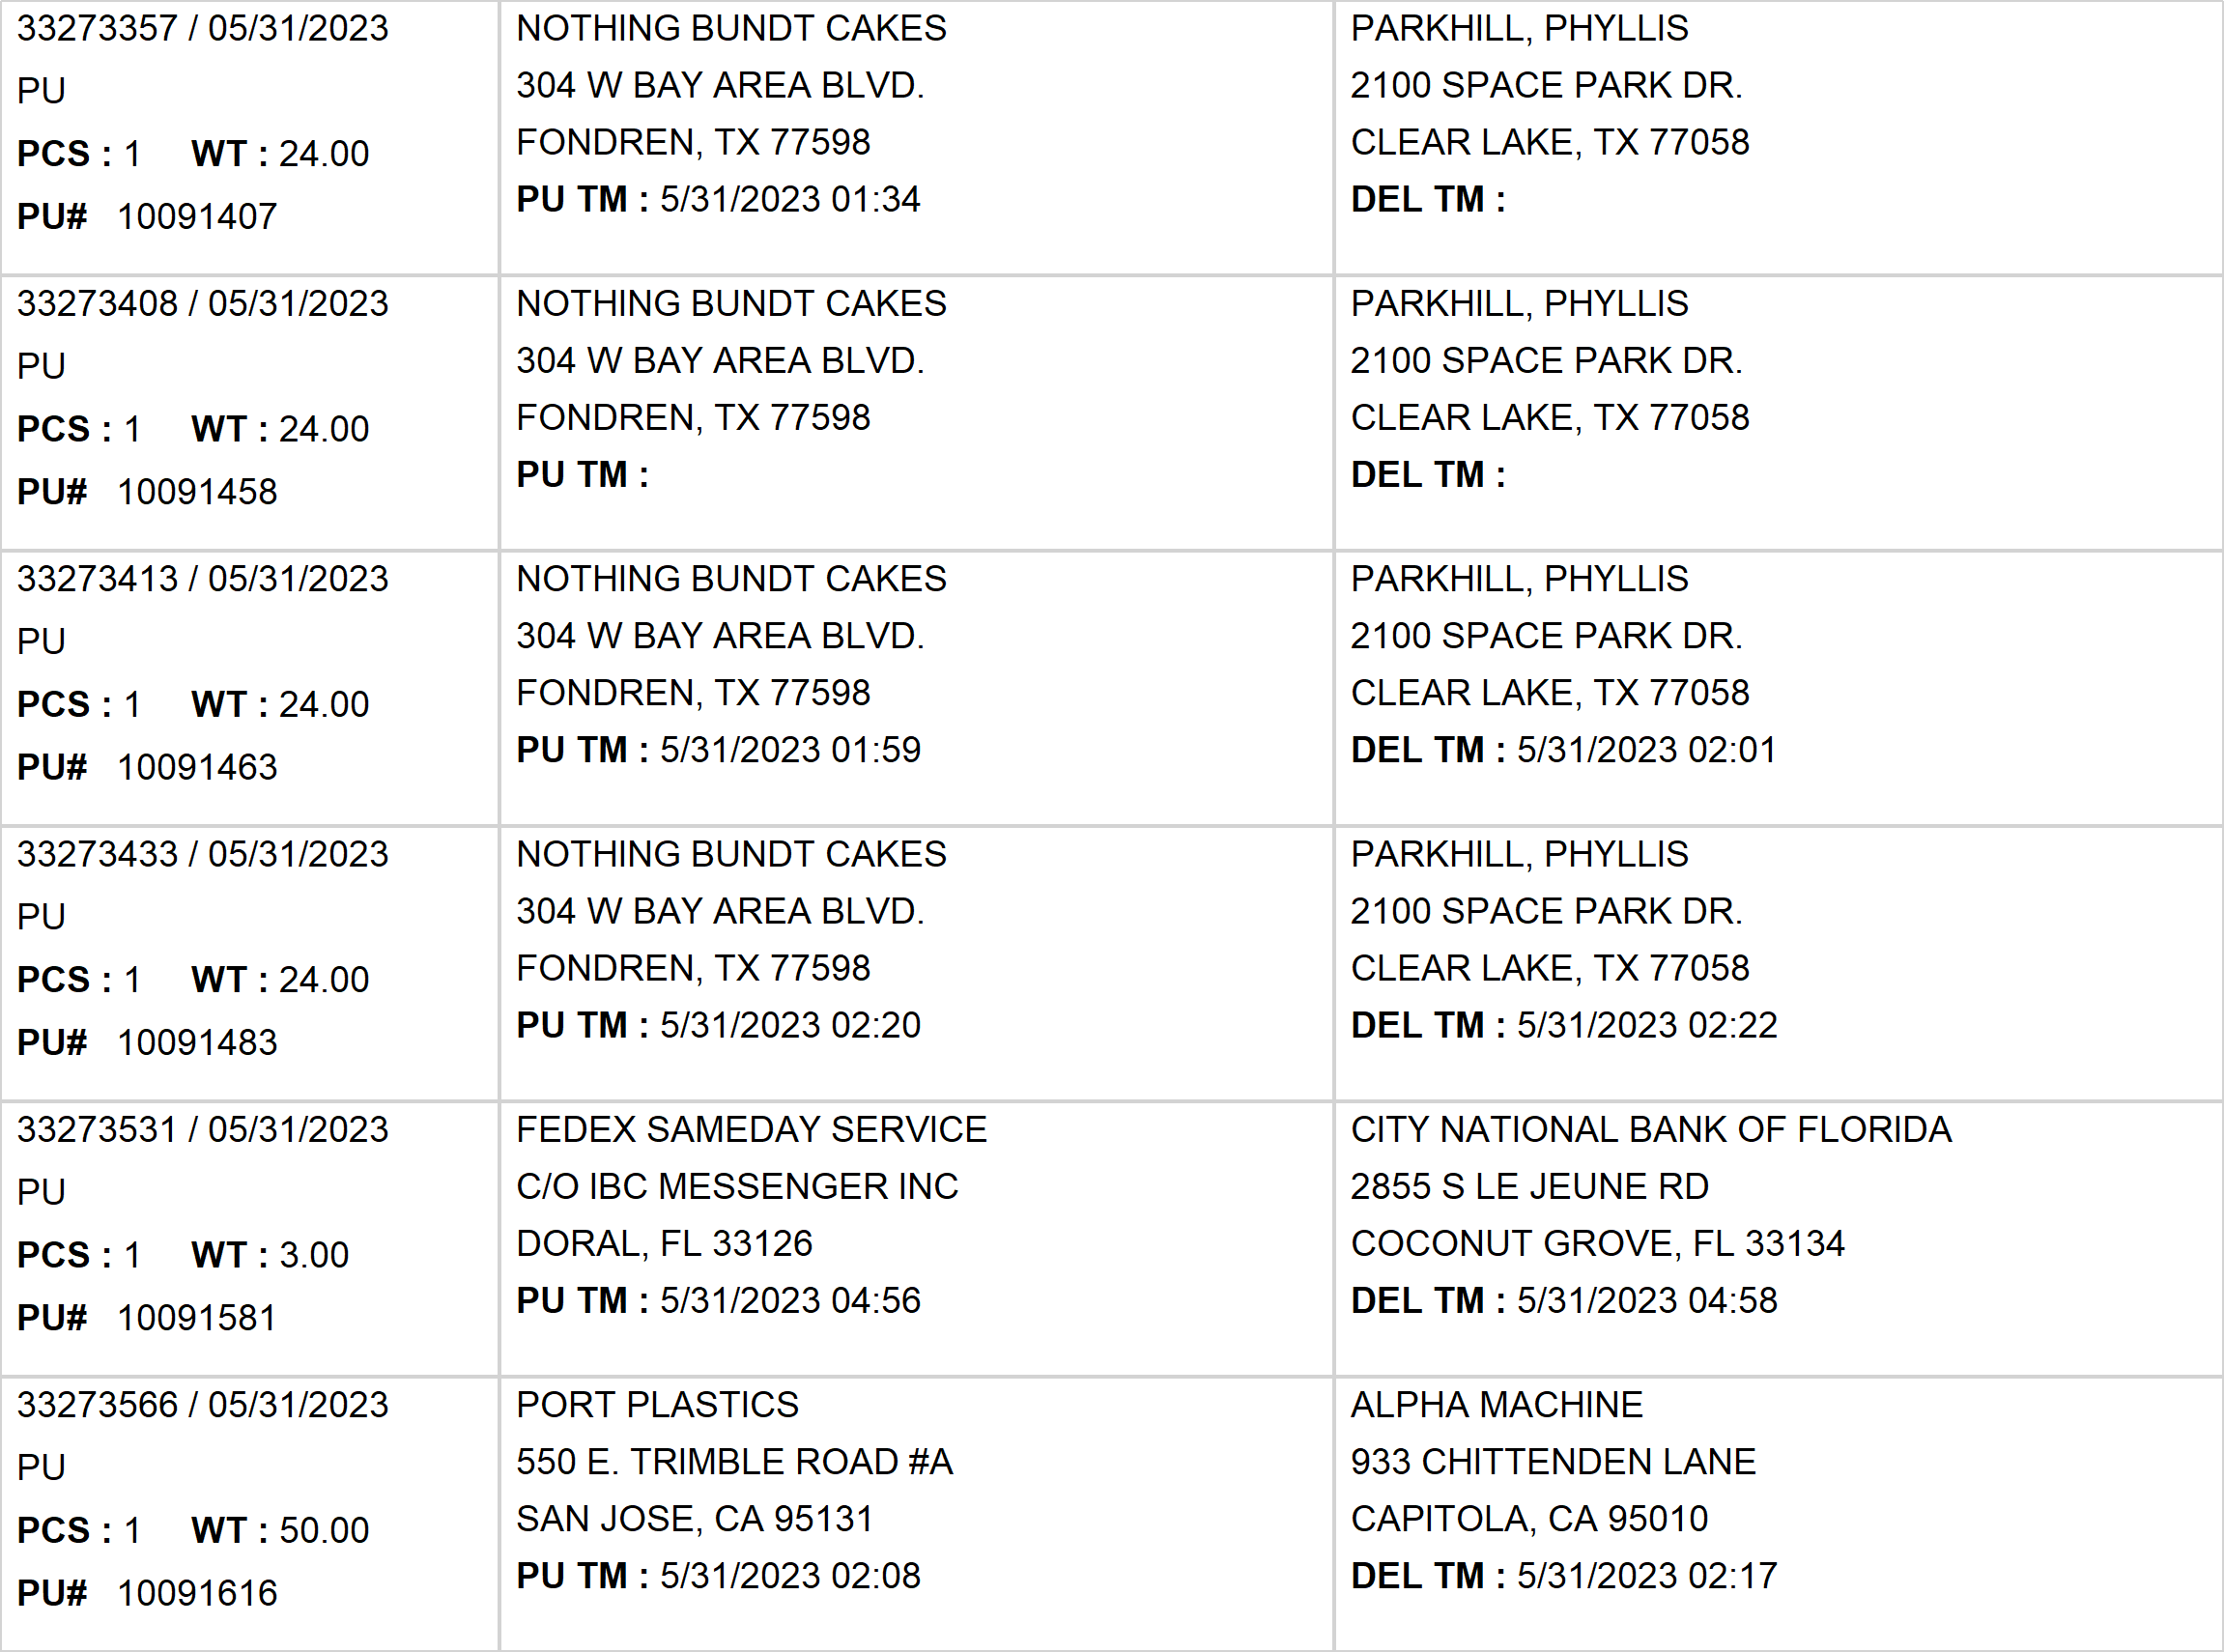 33273357 / 05/31/2023
PU
PCS : 1 WT : 24.00
PU# 10091407
NOTHING BUNDT CAKES
304 W BAY AREA BLVD.
FONDREN, TX 77598
PU TM : 5/31/2023 01:34
PARKHILL, PHYLLIS
2100 SPACE PARK DR.
CLEAR LAKE, TX 77058
DEL TM :
33273408 / 05/31/2023
PU
PCS : 1 WT : 24.00
PU# 10091458
NOTHING BUNDT CAKES
304 W BAY AREA BLVD.
FONDREN, TX 77598
PU TM :
PARKHILL, PHYLLIS
2100 SPACE PARK DR.
CLEAR LAKE, TX 77058
DEL TM :
33273413 / 05/31/2023
PU
PCS : 1 WT : 24.00
PU# 10091463
NOTHING BUNDT CAKES
304 W BAY AREA BLVD.
FONDREN, TX 77598
PU TM : 5/31/2023 01:59
PARKHILL, PHYLLIS
2100 SPACE PARK DR.
CLEAR LAKE, TX 77058
DEL TM : 5/31/2023 02:01
33273433 / 05/31/2023
PU
PCS : 1 WT : 24.00
PU# 10091483
NOTHING BUNDT CAKES
304 W BAY AREA BLVD.
FONDREN, TX 77598
PU TM : 5/31/2023 02:20
PARKHILL, PHYLLIS
2100 SPACE PARK DR.
CLEAR LAKE, TX 77058
DEL TM : 5/31/2023 02:22
33273531 / 05/31/2023
PU
PCS : 1 WT : 3.00
PU# 10091581
FEDEX SAMEDAY SERVICE
C/O IBC MESSENGER INC
DORAL, FL 33126
PU TM : 5/31/2023 04:56
CITY NATIONAL BANK OF FLORIDA
2855 S LE JEUNE RD
COCONUT GROVE, FL 33134
DEL TM : 5/31/2023 04:58
33273566 / 05/31/2023
PU
PCS : 1 WT : 50.00
PU# 10091616
PORT PLASTICS
550 E. TRIMBLE ROAD #A
SAN JOSE, CA 95131
PU TM : 5/31/2023 02:08
ALPHA MACHINE
933 CHITTENDEN LANE
CAPITOLA, CA 95010
DEL TM : 5/31/2023 02:17